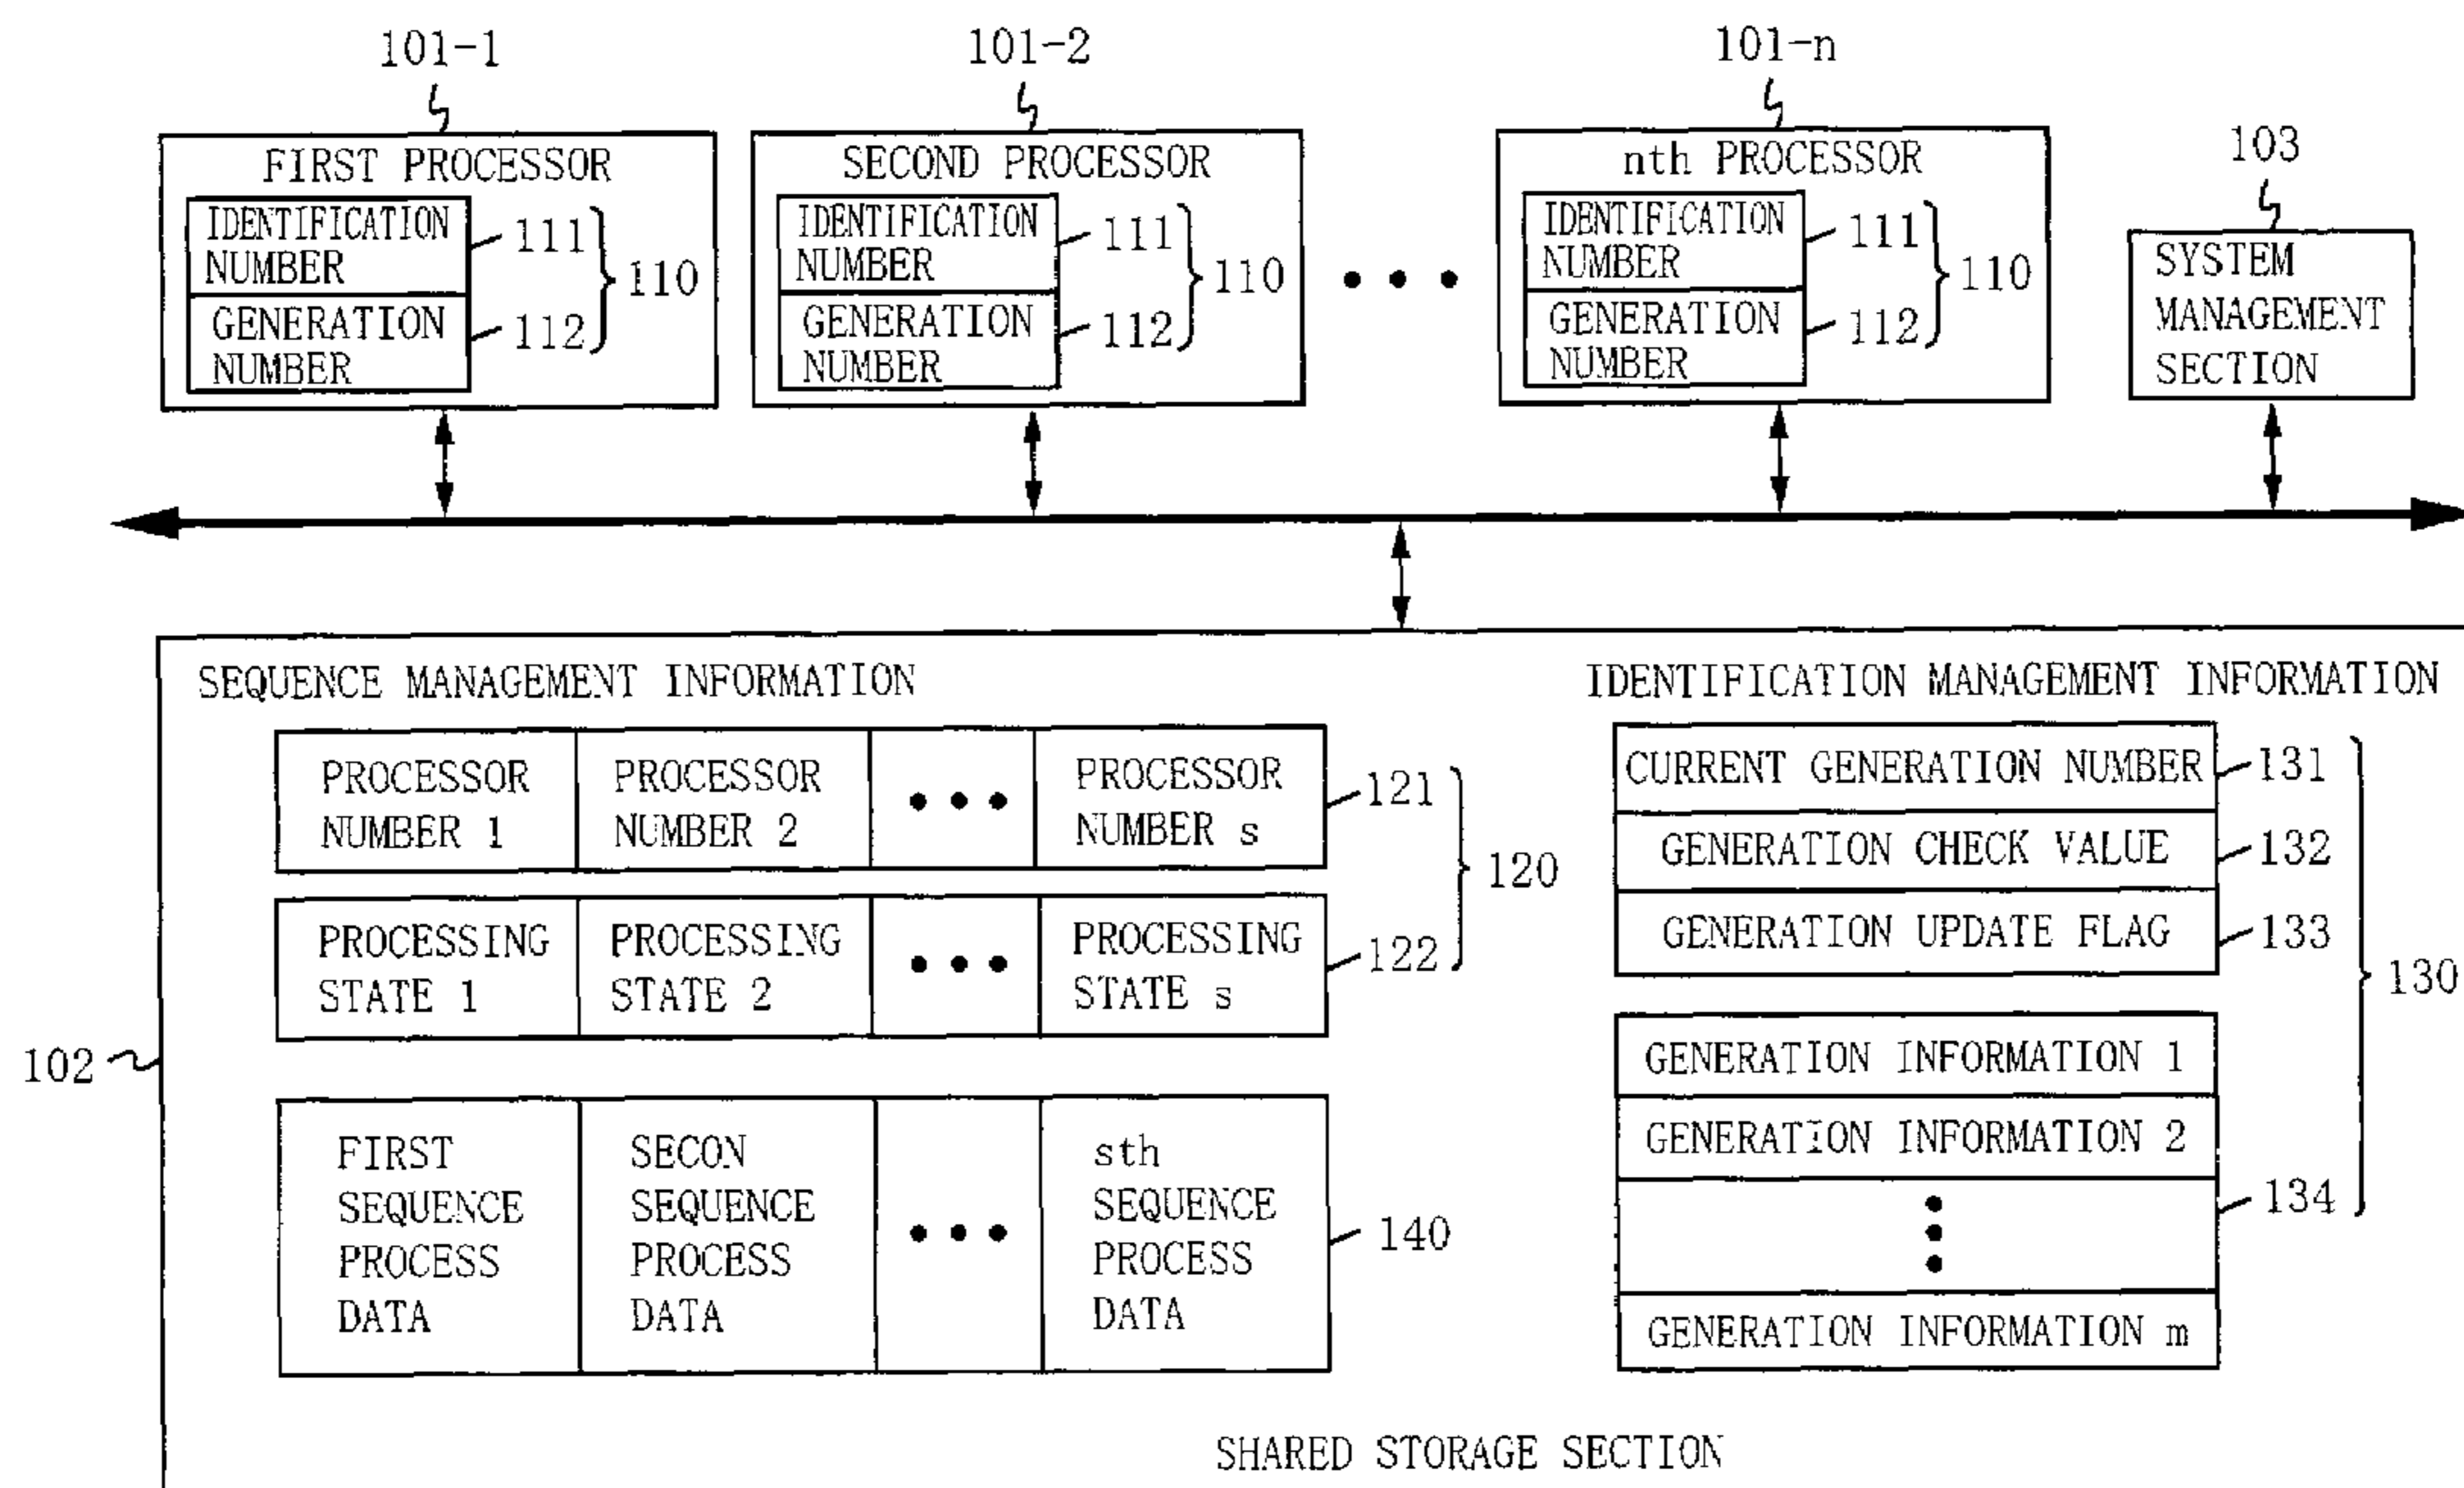 101-1
101-2
101-n
103
FIRST PROCESSOR
IDENTIFICATION
NUMBER
111
GENERATION
NUMBER
112
110
SECOND PROCESSOR
IDENTIFICATION
NUMBER
111
GENERATION
NUMBER
112
110
nth PROCESSOR
IDENTIFICATION
NUMBER
111
GENERATION
NUMBER
112
110
SYSTEM
MANAGEMENT
SECTION
102
SEQUENCE MANAGEMENT INFORMATION
PROCESSOR
NUMBER 1
PROCESSOR
NUMBER 2
PROCESSOR
NUMBER s
121
PROCESSING
STATE 1
PROCESSING
STATE 2
PROCESSING
STATE s
122
120
FIRST
SEQUENCE
PROCESS
DATA
SECON
SEQUENCE
PROCESS
DATA
sth
SEQUENCE
PROCESS
DATA
140
IDENTIFICATION MANAGEMENT INFORMATION
CURRENT GENERATION NUMBER
131
GENERATION CHECK VALUE
132
GENERATION UPDATE FLAG
133
130
GENERATION INFORMATION 1
GENERATION INFORMATION 2
134
GENERATION INFORMATION m
SHARED STORAGE SECTION